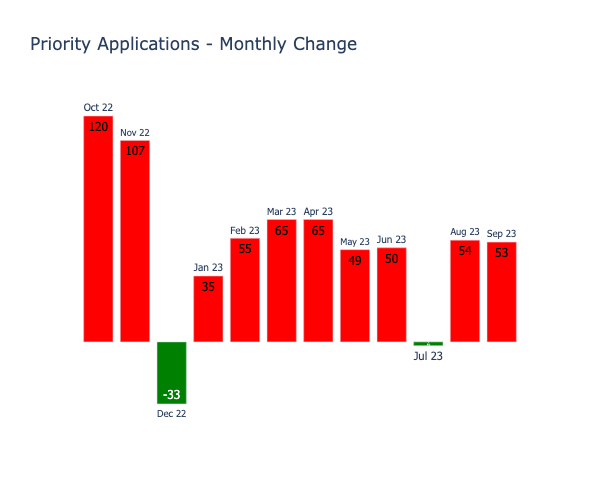 Priority Applications - Monthly Change
Oct 22
120
Nov 22
107
-33
Dec 22
Jan 23
35
Feb 23
55
Mar 23
65
Apr 23
65
May 23
49
Jun 23
50
Jul 23
Aug 23
54
Sep 23
53